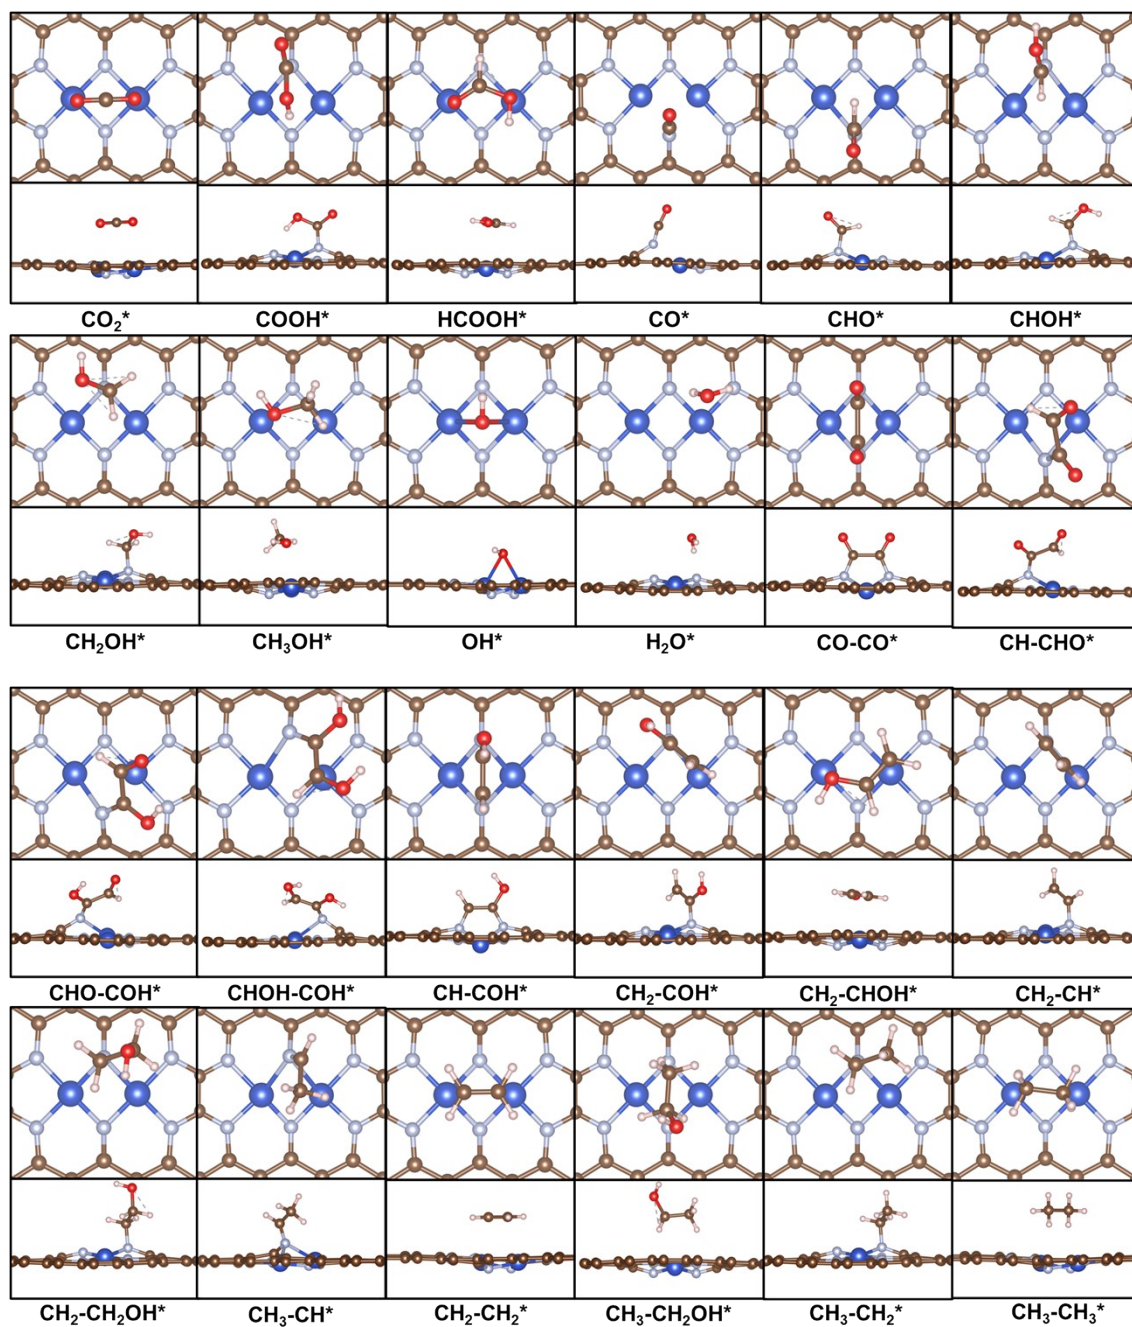 CO₂* COOH* HCOOH* CO* CHO* CHOH*
CH₂OH* CH₃OH* OH* H₂O* CO-CO* CH-CHO*
CHO-COH* CHOH-COH* CH-COH* CH₂-COH* CH₂-CHOH* CH₂-CH*
CH₂-CH₂OH* CH₃-CH* CH₂-CH₂* CH₃-CH₂OH* CH₃-CH₂* CH₃-CH₃*